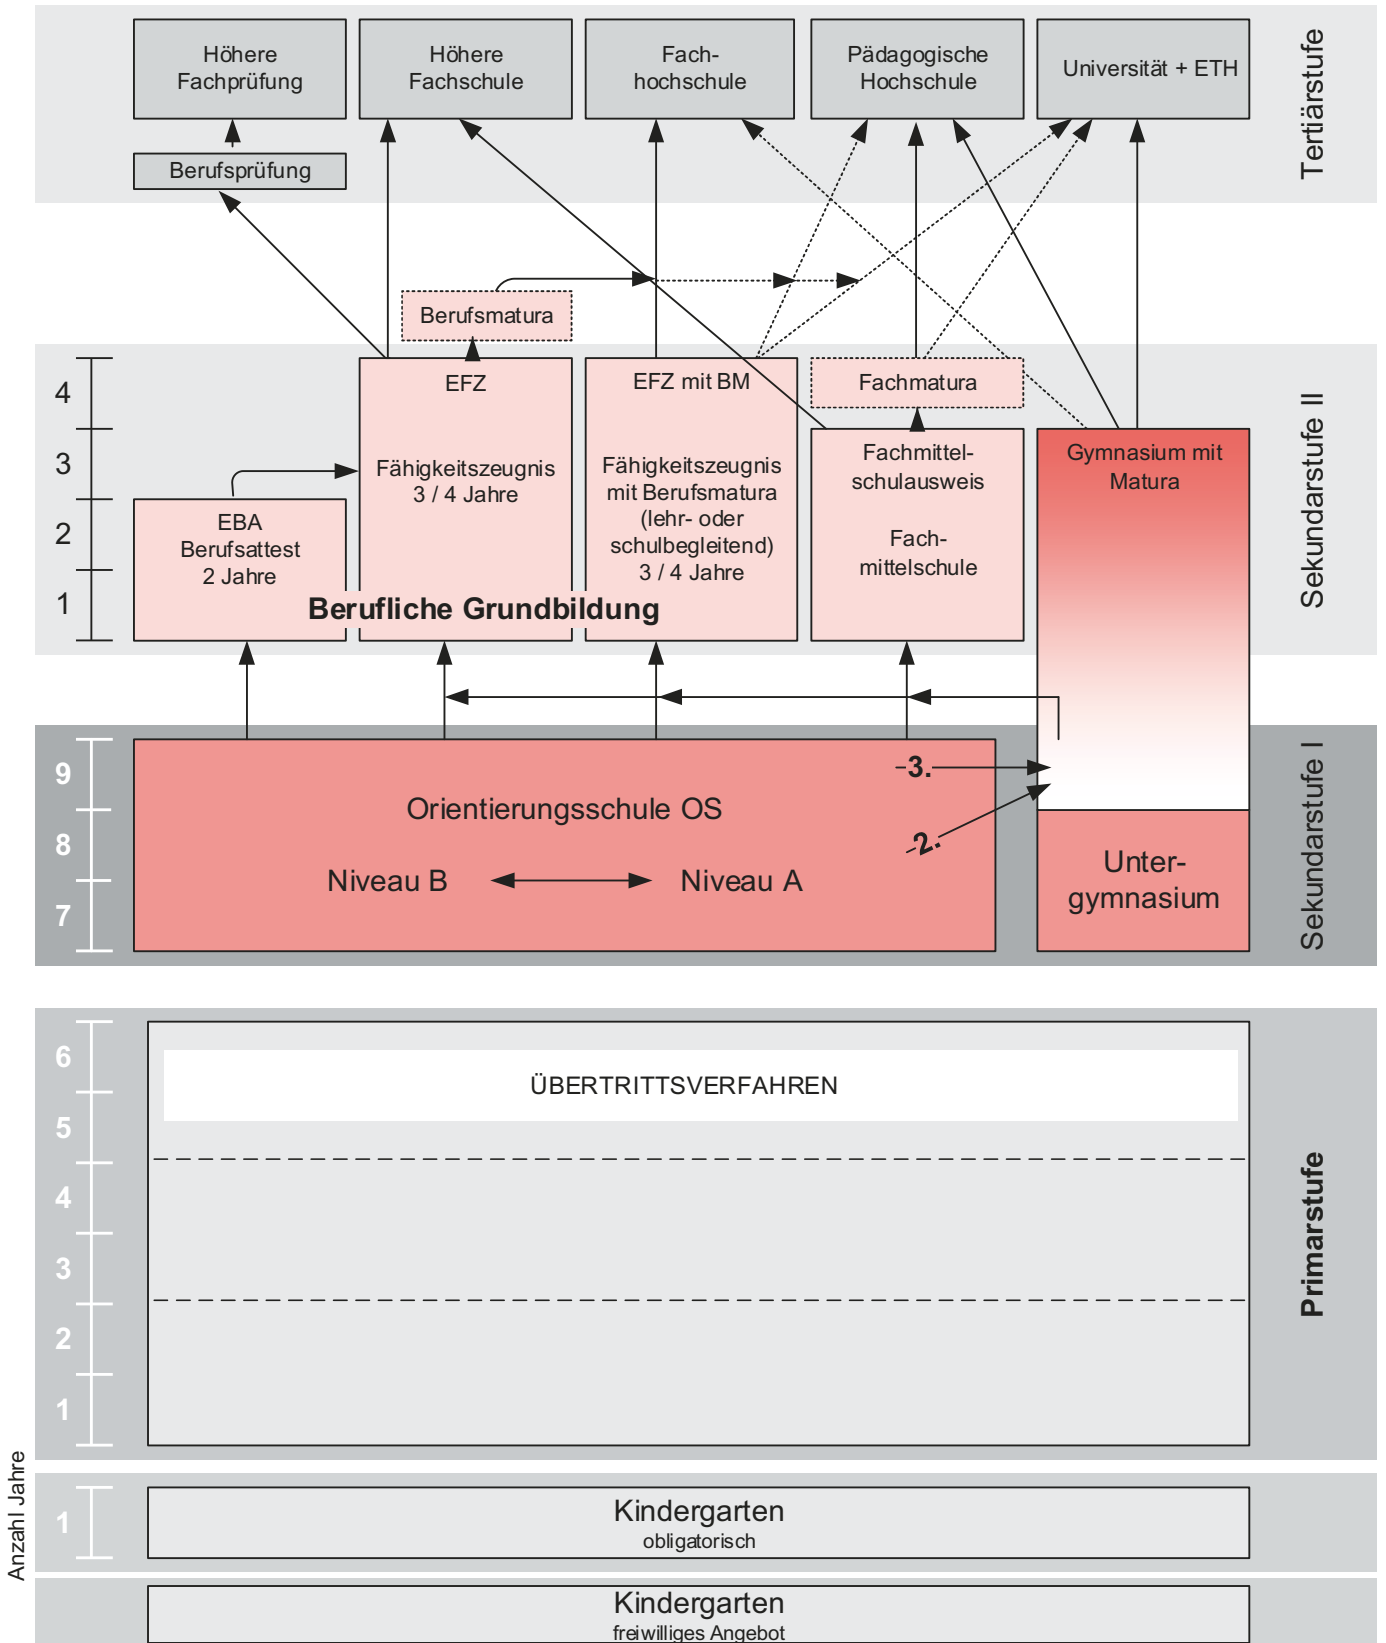 Höhere
Fachprüfung
Höhere
Fachschule
Fach-
hochschule
Pädagogische
Hochschule
Universität + ETH
Tertiärstufe
Berufsprüfung
Berufsmatura
4
3
2
1
EFZ
Fähigkeitszeugnis
3 / 4 Jahre
EFZ mit BM
Fähigkeitszeugnis
mit Berufsmatura
(lehr- oder
schulbegleitend)
3 / 4 Jahre
Fachmatura
Fachmittel-
schulausweis
Fach-
mittelschule
Gymnasium mit
Matura
EBA
Berufsattest
2 Jahre
Berufliche Grundbildung
Sekundarstufe II
9
8
7
Orientierungsschule OS
Niveau B
Niveau A
3.
2.
Unter-
gymnasium
Sekundarstufe I
6
5
4
3
2
1
ÜBERTRITTSVERFAHREN
Primarstufe
Anzahl Jahre
1
Kindergarten
obligatorisch
Kindergarten
freiwilliges Angebot